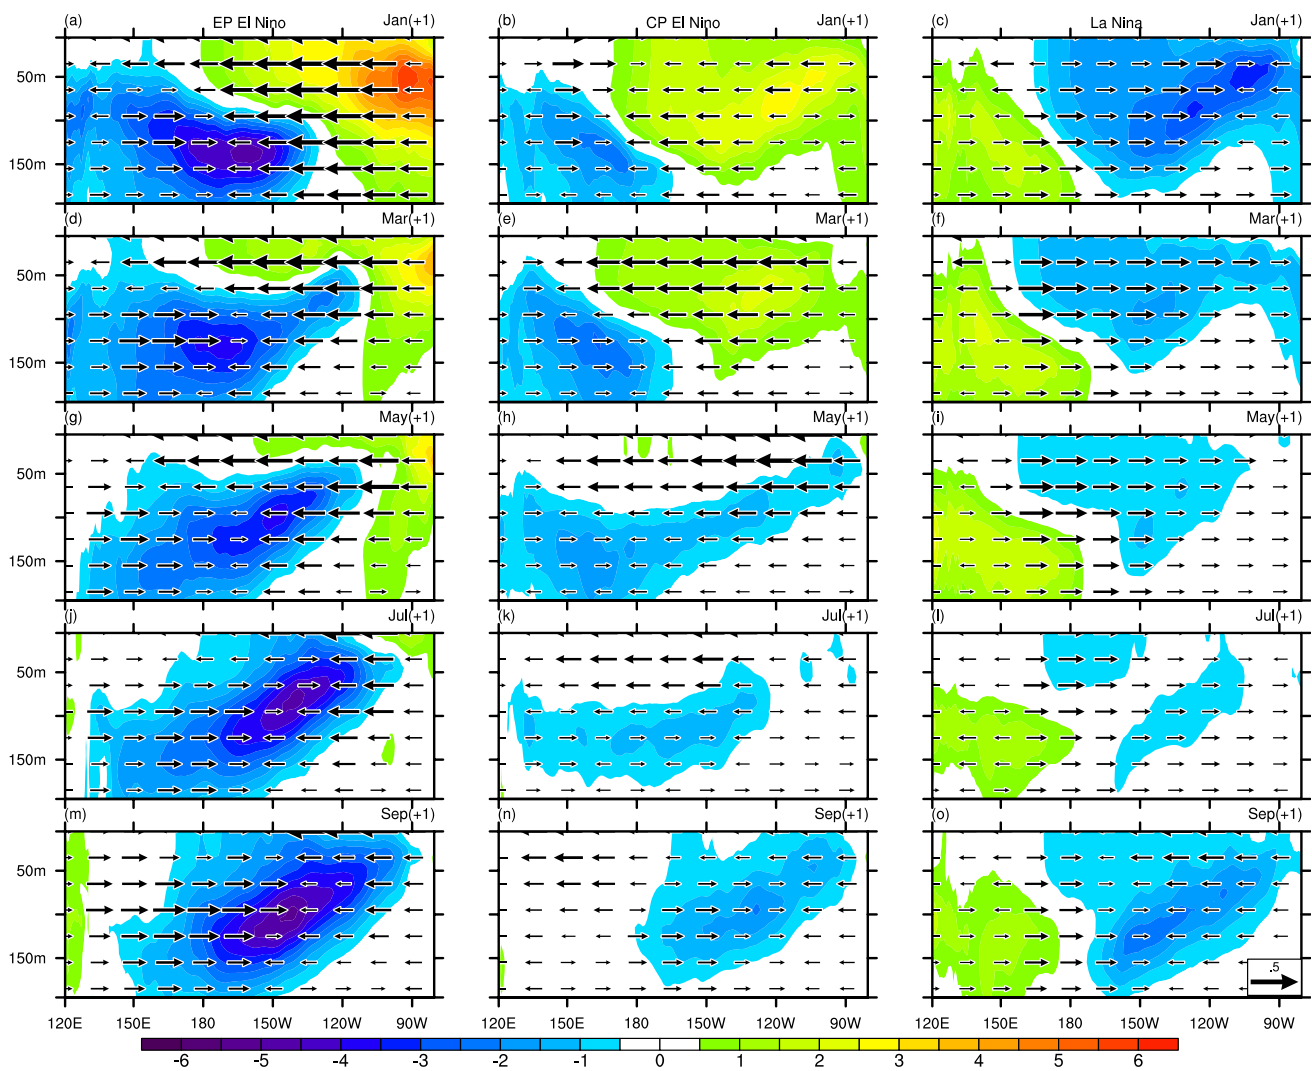 (a) EP El Nino Jan(+1) (b) CP El Nino Jan(+1) (c) La Nina Jan(+1)
50m
150m
(d) Mar(+1) (e) Mar(+1) (f) Mar(+1)
50m
150m
(g) May(+1) (h) May(+1) (i) May(+1)
50m
150m
(j) Jul(+1) (k) Jul(+1) (l) Jul(+1)
50m
150m
(m) Sep(+1) (n) Sep(+1) (o) Sep(+1)
50m
150m
.5
120E 150E 180 150W 120W 90W 120E 150E 180 150W 120W 90W 120E 150E 180 150W 120W 90W
-6 -5 -4 -3 -2 -1 0 1 2 3 4 5 6